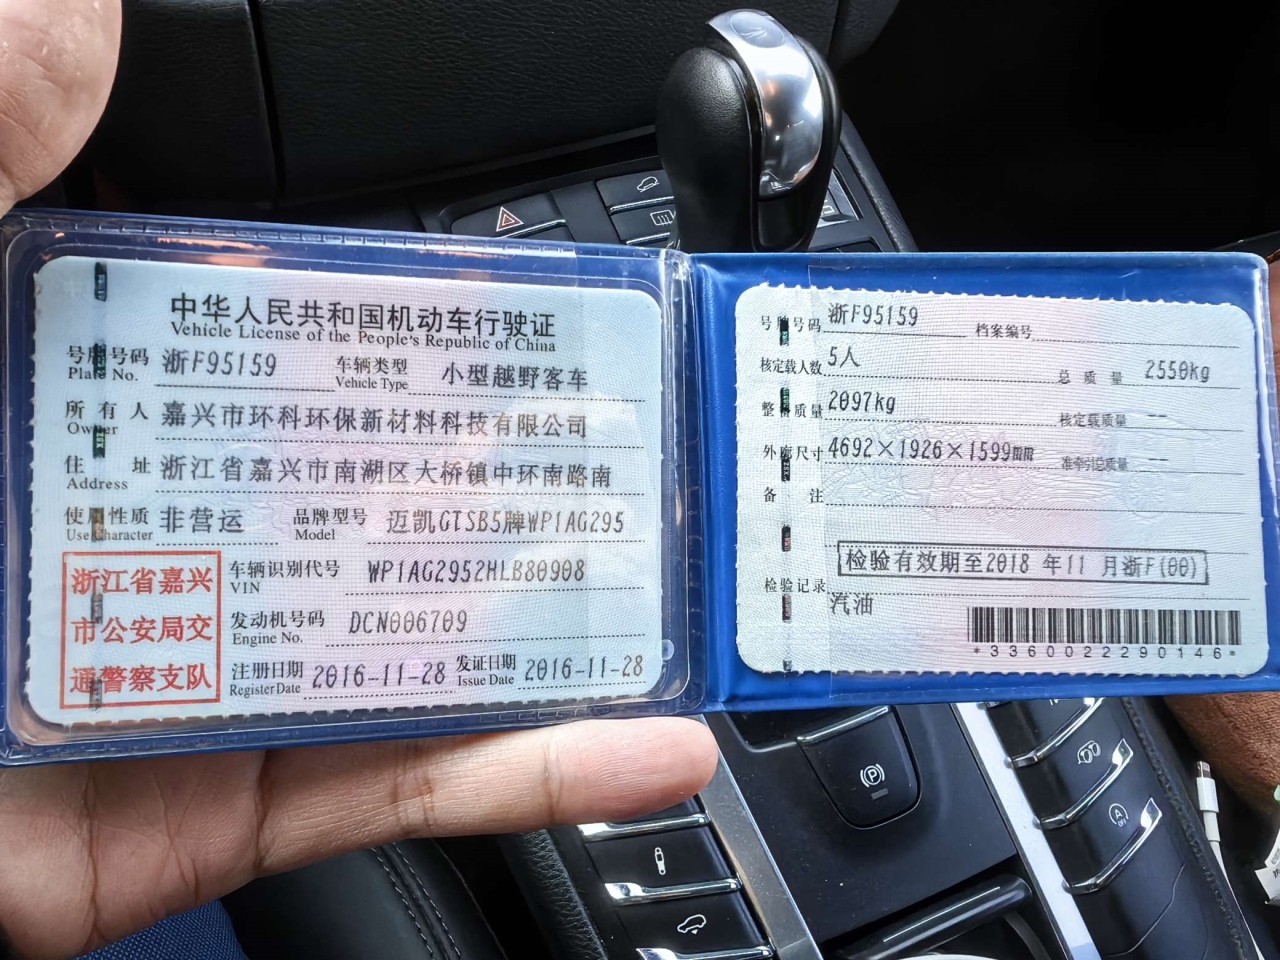 中华人民共和国机动车行驶证
Vehicle License of the People's Republic of China
号牌号码 浙F95159 车辆类型 小型越野客车
Plate No. Vehicle Type
所有人 嘉兴市环科环保新材料科技有限公司
Owner
住址 浙江省嘉兴市南湖区大桥镇中环南路南
Address
使用性质 非营运 品牌型号 迈凯GTSB5牌WP1AG295
Use Character Model
浙江省嘉兴
市公安局交
通警察支队
车辆识别代号 WP1AG2952HLB80908
VIN
发动机号码 DCN006709
Engine No.
注册日期 2016-11-28 发证日期 2016-11-28
Register Date Issue Date
号牌号码 浙F95159 档案编号
核定载人数 5人 总质量 2550kg
整备质量 2097kg 核定载质量 --
外廓尺寸 4692×1926×1599 准牵引总质量 --
备注
检验有效期至2018 年11 月浙F(00)
检验记录
汽油
*3360022290146*
P
A
OFF